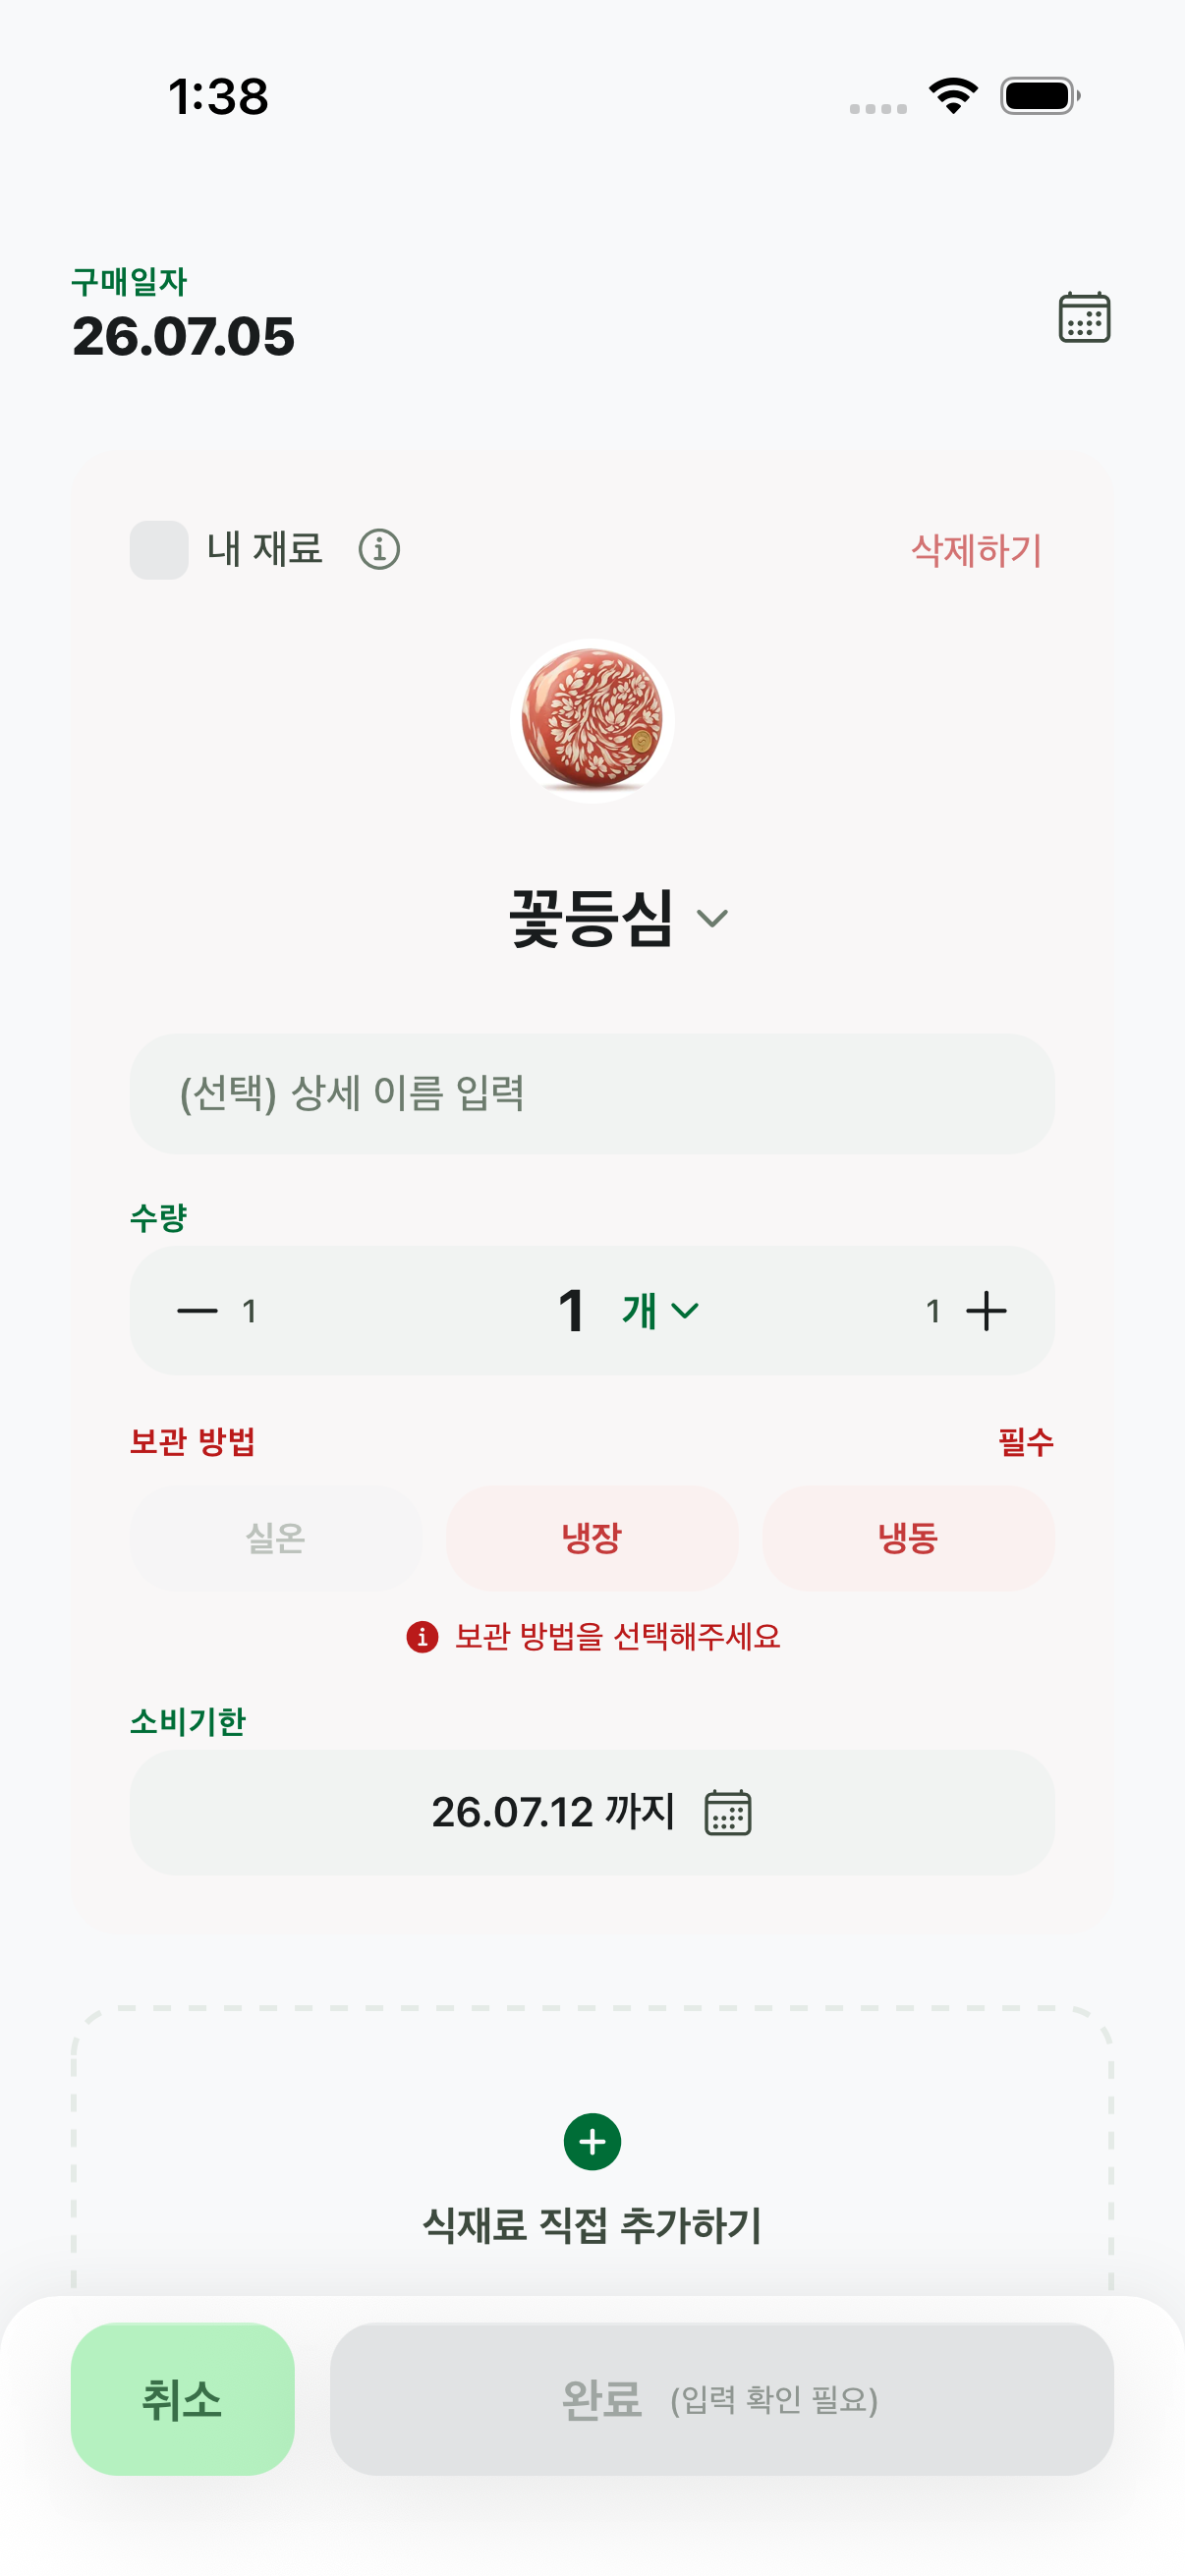 1:38
구매일자
26.07.05
내 재료
삭제하기
꽃등심
(선택) 상세 이름 입력
수량
1 1 개 1
보관 방법 필수
실온 냉장 냉동
보관 방법을 선택해주세요
소비기한
26.07.12 까지
식재료 직접 추가하기
취소 완료 (입력 확인 필요)